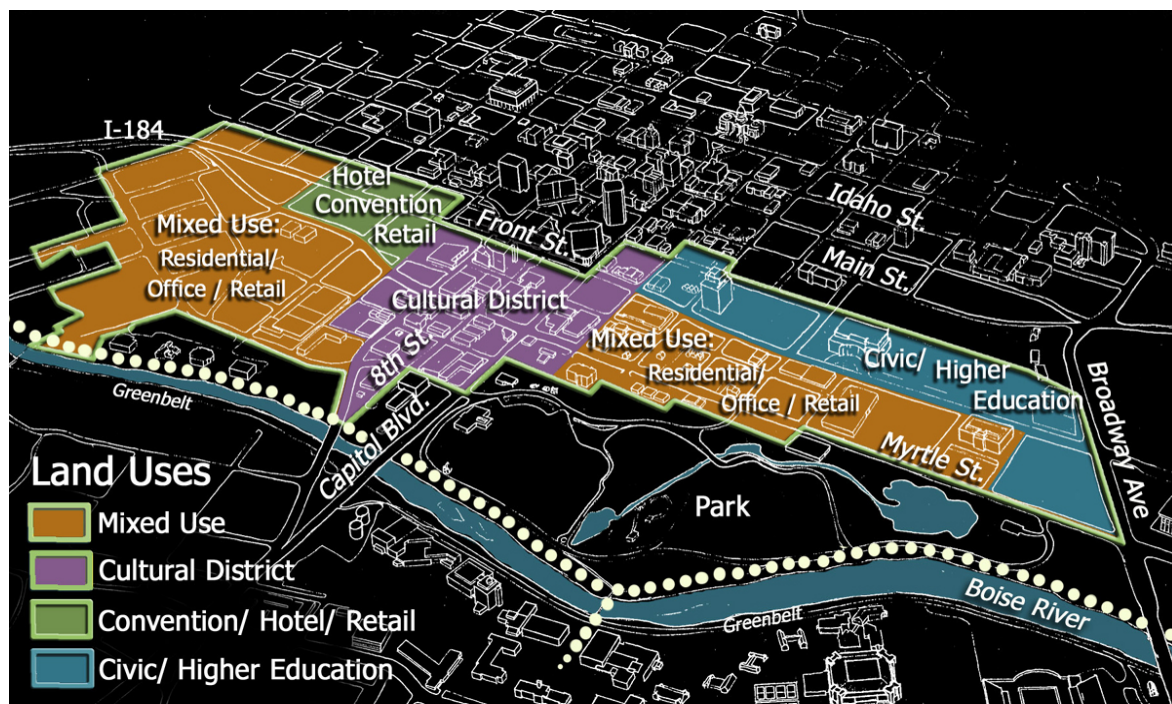 I-184
Hotel
Convention
Retail
Front St.
Idaho St.
Main St.
Mixed Use:
Residential/
Office / Retail
Cultural District
8th St.
Mixed Use:
Residential/
Office / Retail
Civic/ Higher
Education
Broadway Ave
Myrtle St.
Capitol Blvd.
Greenbelt
Park
Boise River
Greenbelt
Land Uses
Mixed Use
Cultural District
Convention/ Hotel/ Retail
Civic/ Higher Education